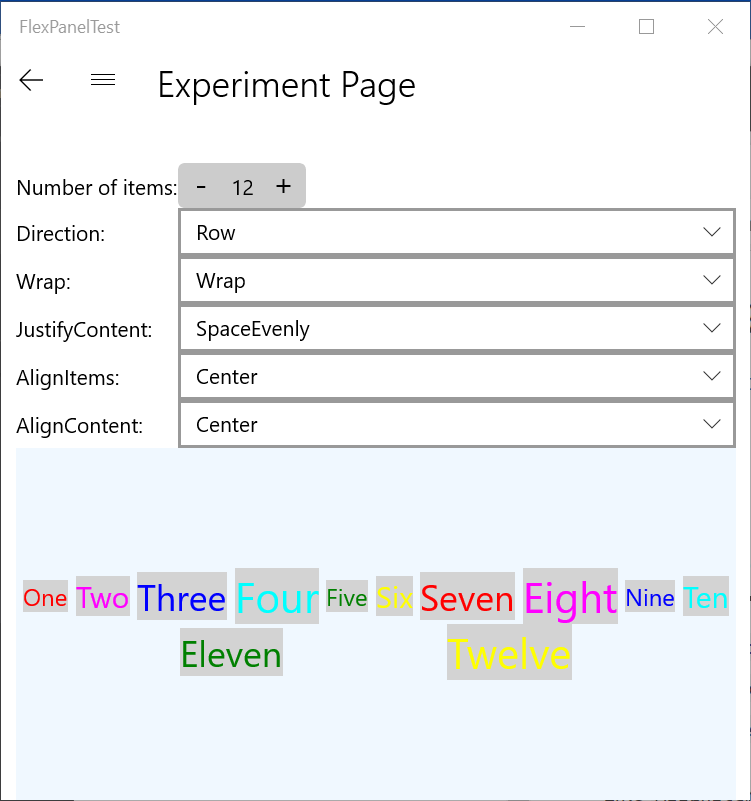 FlexPanelTest
Experiment Page
Number of items: - 12 +
Direction: Row
Wrap: Wrap
JustifyContent: SpaceEvenly
AlignItems: Center
AlignContent: Center
One Two Three Four Five Six Seven Eight Nine Ten
Eleven Twelve